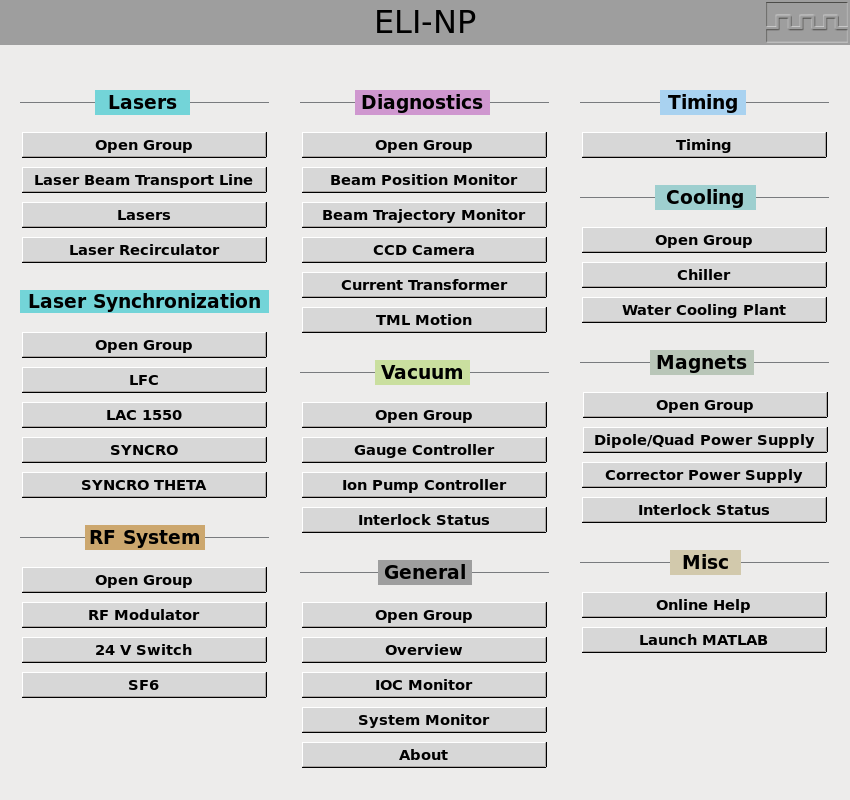 ELI-NP
Lasers
Open Group
Laser Beam Transport Line
Lasers
Laser Recirculator
Laser Synchronization
Open Group
LFC
LAC 1550
SYNCRO
SYNCRO THETA
RF System
Open Group
RF Modulator
24 V Switch
SF6
Diagnostics
Open Group
Beam Position Monitor
Beam Trajectory Monitor
CCD Camera
Current Transformer
TML Motion
Vacuum
Open Group
Gauge Controller
Ion Pump Controller
Interlock Status
General
Open Group
Overview
IOC Monitor
System Monitor
About
Timing
Timing
Cooling
Open Group
Chiller
Water Cooling Plant
Magnets
Open Group
Dipole/Quad Power Supply
Corrector Power Supply
Interlock Status
Misc
Online Help
Launch MATLAB